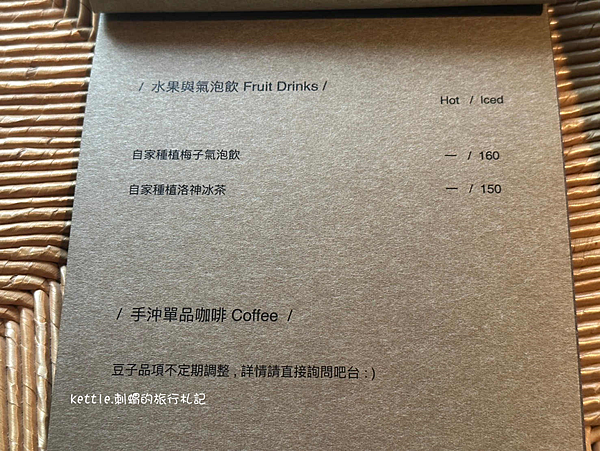 / 水果與氣泡飲 Fruit Drinks /
Hot / Iced
自家種植梅子氣泡飲 — / 160
自家種植洛神冰茶 — / 150
/ 手沖單品咖啡 Coffee /
豆子品項不定期調整 , 詳情請直接詢問吧台 : )
kettle.刺蝟的旅行札記